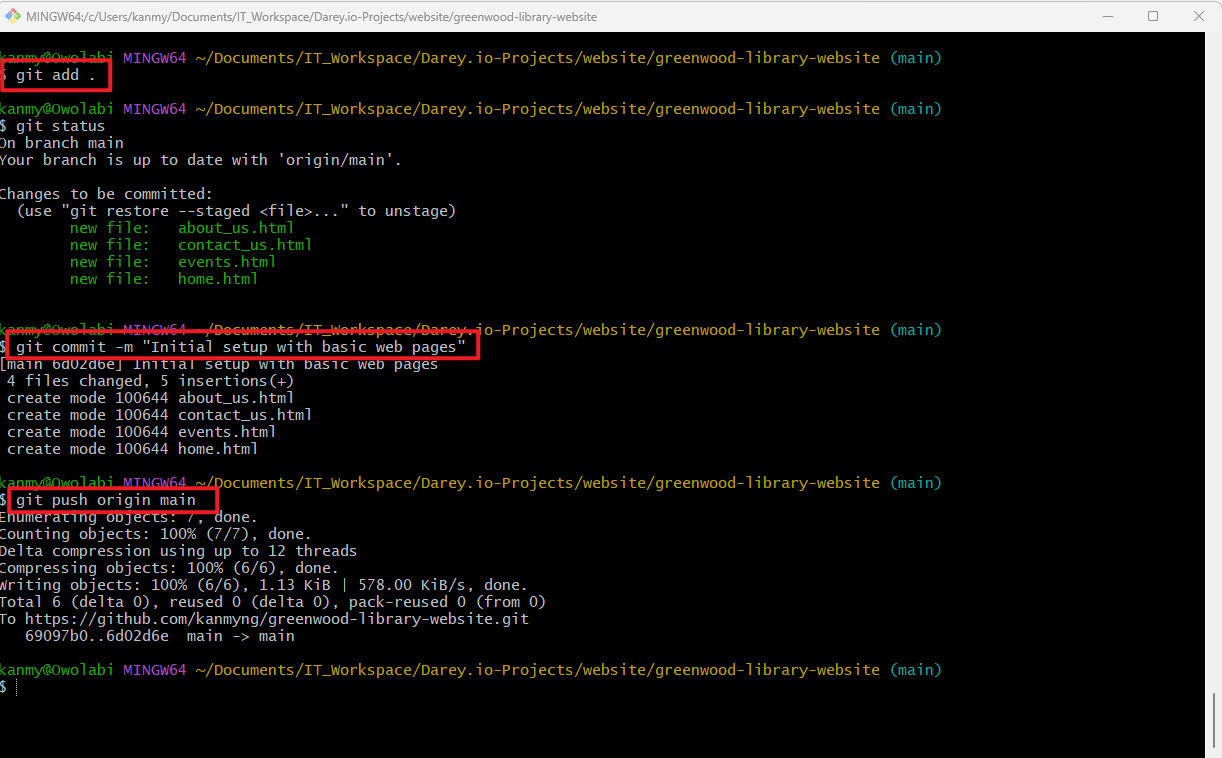 MINGW64:/c/Users/kanmy/Documents/IT_Workspace/Darey.io-Projects/website/greenwood-library-website
kanmy@Owolabi MINGW64 ~/Documents/IT_Workspace/Darey.io-Projects/website/greenwood-library-website (main)
$ git add .
kanmy@Owolabi MINGW64 ~/Documents/IT_Workspace/Darey.io-Projects/website/greenwood-library-website (main)
$ git status
On branch main
Your branch is up to date with 'origin/main'.
Changes to be committed:
  (use "git restore --staged <file>..." to unstage)
        new file:   about_us.html
        new file:   contact_us.html
        new file:   events.html
        new file:   home.html
kanmy@Owolabi MINGW64 ~/Documents/IT_Workspace/Darey.io-Projects/website/greenwood-library-website (main)
$ git commit -m "Initial setup with basic web pages"
[main 6d02d6e] Initial setup with basic web pages
 4 files changed, 5 insertions(+)
 create mode 100644 about_us.html
 create mode 100644 contact_us.html
 create mode 100644 events.html
 create mode 100644 home.html
kanmy@Owolabi MINGW64 ~/Documents/IT_Workspace/Darey.io-Projects/website/greenwood-library-website (main)
$ git push origin main
Enumerating objects: 7, done.
Counting objects: 100% (7/7), done.
Delta compression using up to 12 threads
Compressing objects: 100% (6/6), done.
Writing objects: 100% (6/6), 1.13 KiB | 578.00 KiB/s, done.
Total 6 (delta 0), reused 0 (delta 0), pack-reused 0 (from 0)
To https://github.com/kanmyng/greenwood-library-website.git
   69097b0..6d02d6e  main -> main
kanmy@Owolabi MINGW64 ~/Documents/IT_Workspace/Darey.io-Projects/website/greenwood-library-website (main)
$